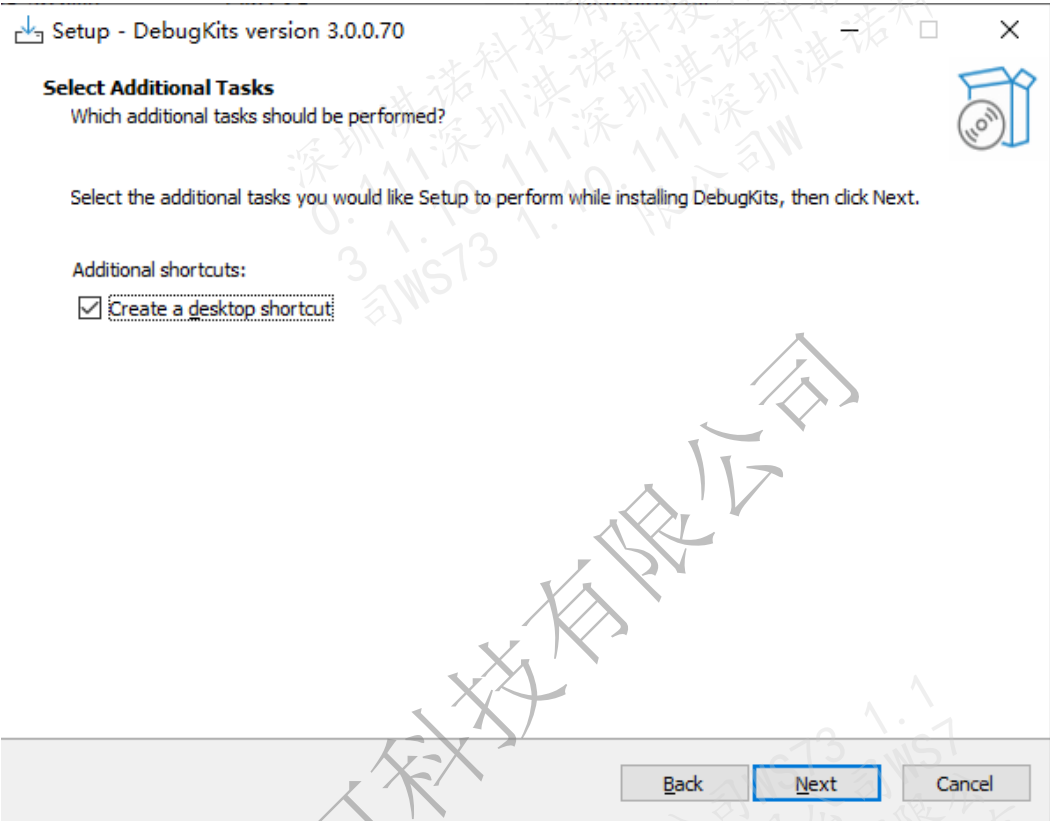 Setup - DebugKits version 3.0.0.70
Select Additional Tasks
Which additional tasks should be performed?
Select the additional tasks you would like Setup to perform while installing DebugKits, then click Next.
Additional shortcuts:
Create a desktop shortcut
科技有限公司
Back
Next
Cancel